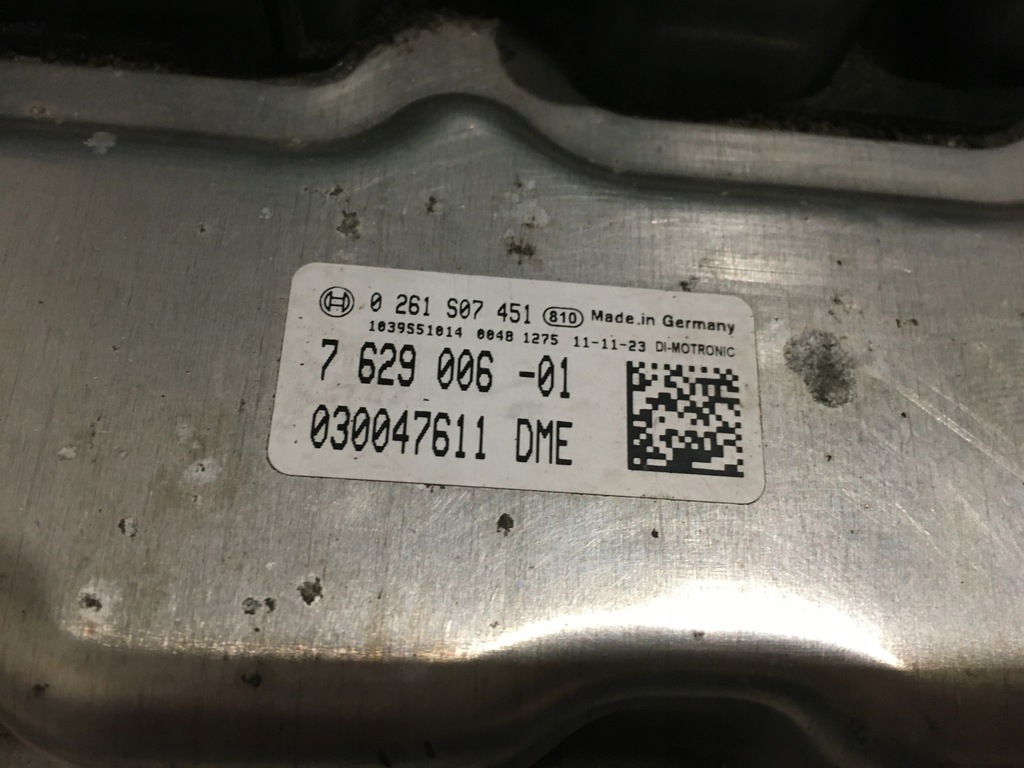 0 261 S07 451 810 Made.in Germany
1039S51014 0048 1275 11-11-23 DI-MOTRONIC
7 629 006 -01
030047611 DME